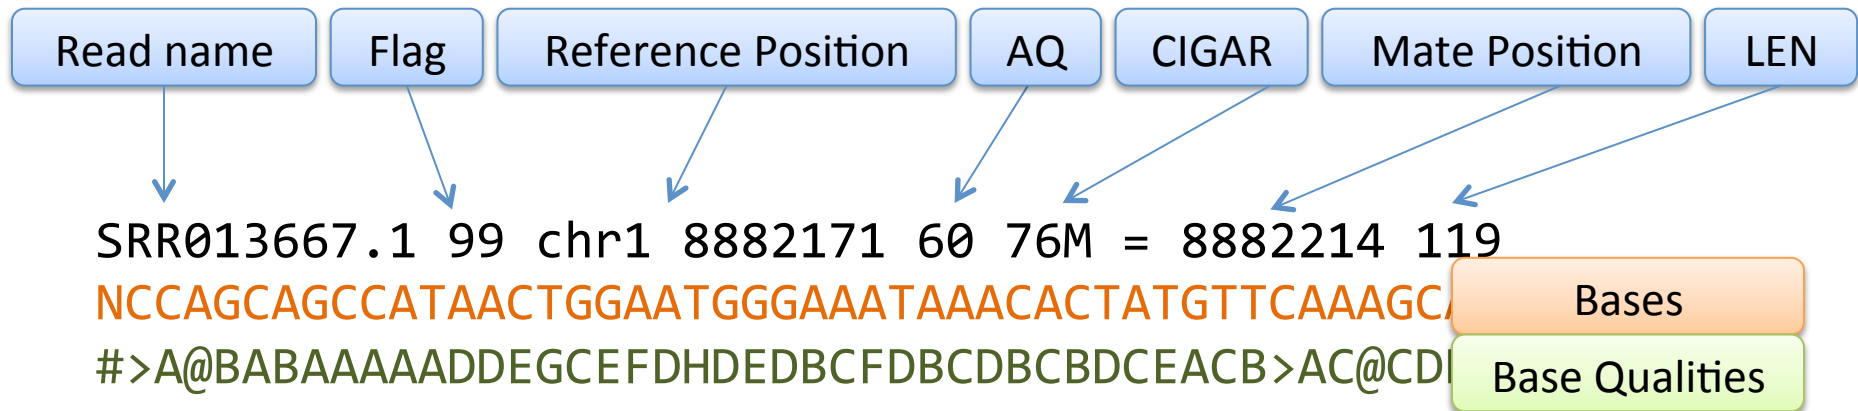 Read name Flag Reference Position AQ CIGAR Mate Position LEN
SRR013667.1 99 chr1 8882171 60 76M = 8882214 119
NCCAGCAGCCATAACTGGAATGGGAAATAAACACTATGTTCAAAGC
Bases
#>A@BABAAAAADDEGCEFDHDEDBCFDBCDBCBDCEACB>AC@CD
Base Qualities